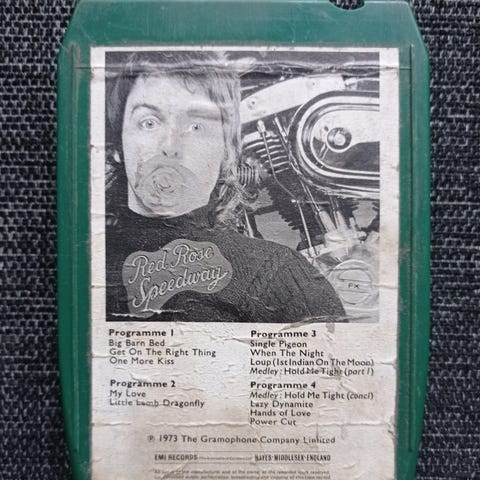 Red Rose
Speedway
FX
Programme 1
Big Barn Bed
Get On The Right Thing
One More Kiss
Programme 2
My Love
Little Lamb Dragonfly
Programme 3
Single Pigeon
When The Night
Loup (1st Indian On The Moon)
Medley: Hold Me Tight (part 1)
Programme 4
Medley: Hold Me Tight (concl)
Lazy Dynamite
Hands of Love
Power Cut
℗ 1973 The Gramophone Company Limited
EMI RECORDS HAYES·MIDDLESEX·ENGLAND